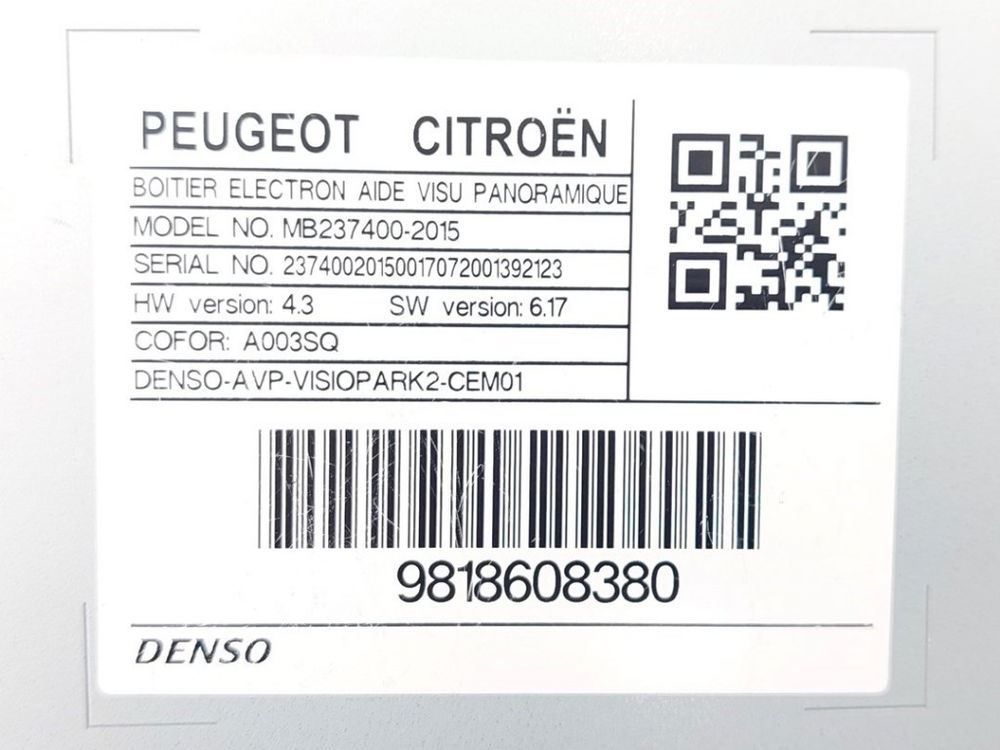 PEUGEOT CITROËN
BOITIER ELECTRON AIDE VISU PANORAMIQUE
MODEL NO. MB237400-2015
SERIAL NO. 23740020150017072001392123
HW version: 4.3 SW version: 6.17
COFOR: A003SQ
DENSO-AVP-VISIOPARK2-CEM01
9818608380
DENSO